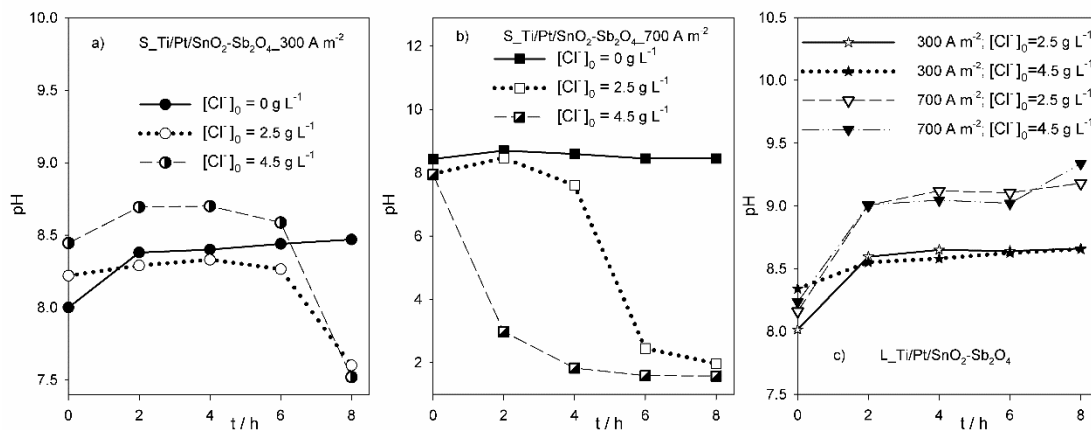 a) S_Ti/Pt/SnO₂-Sb₂O₄_300 A m⁻²
[Cl⁻]₀ = 0 g L⁻¹
[Cl⁻]₀ = 2.5 g L⁻¹
[Cl⁻]₀ = 4.5 g L⁻¹
pH
10.0
9.5
9.0
8.5
8.0
7.5
0 2 4 6 8
t / h
b) S_Ti/Pt/SnO₂-Sb₂O₄_700 A m²
[Cl⁻]₀ = 0 g L⁻¹
[Cl⁻]₀ = 2.5 g L⁻¹
[Cl⁻]₀ = 4.5 g L⁻¹
pH
12
10
8
6
4
2
0 2 4 6 8
t / h
300 A m⁻²; [Cl⁻]₀=2.5 g L⁻¹
300 A m⁻²; [Cl⁻]₀=4.5 g L⁻¹
700 A m⁻²; [Cl⁻]₀=2.5 g L⁻¹
700 A m⁻²; [Cl⁻]₀=4.5 g L⁻¹
pH
10.5
10.0
9.5
9.0
8.5
8.0
7.5
c) L_Ti/Pt/SnO₂-Sb₂O₄
0 2 4 6 8
t / h